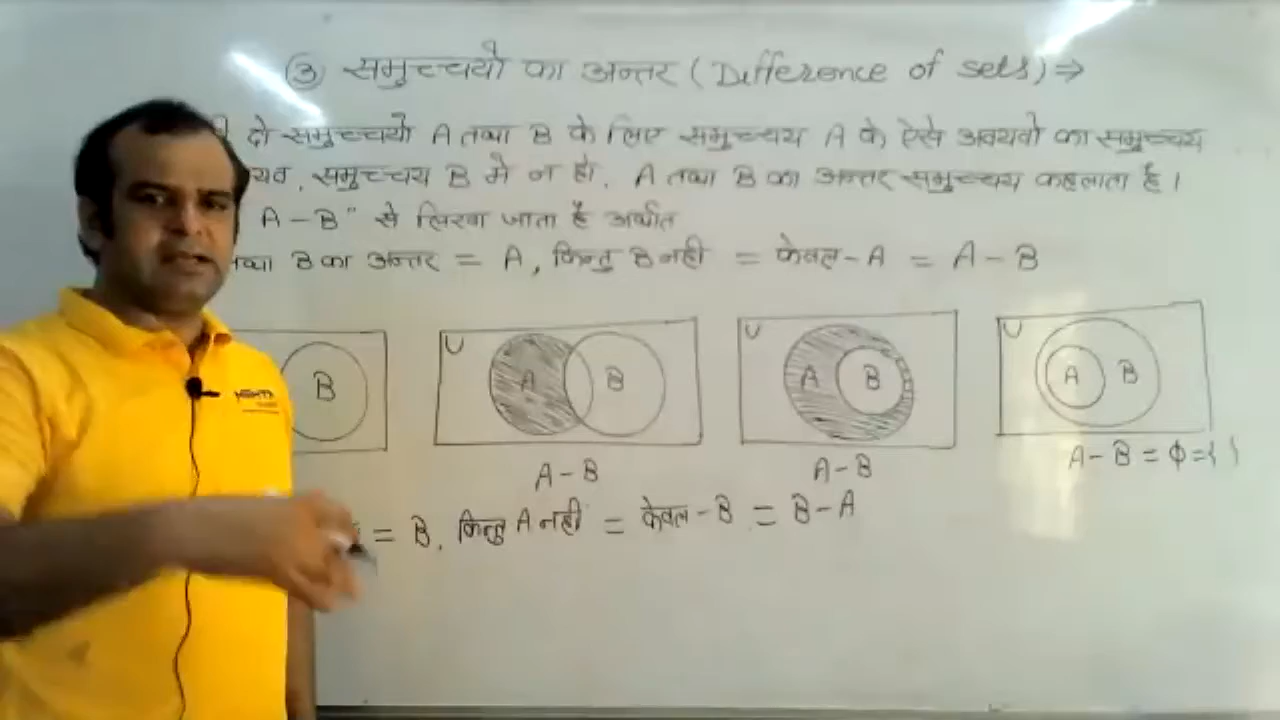 ③ समुच्चयो का अन्तर ( Difference of sets ) ⇒
दो समुच्चयो A तथा B के लिए समुच्चय A के ऐसे अवयवो का समुच्चय
यव, समुच्चय B मे न हो, A तथा B का अन्तर समुच्चय कहलाता है।
A - B" से लिखा जाता है अर्थात
B का अन्तर = A, किन्तु B नही = केवल - A = A - B
B
U A B
U A B
U A B
A - B
A - B
A - B = ϕ = { }
= B, किन्तु A नही = केवल - B = B - A